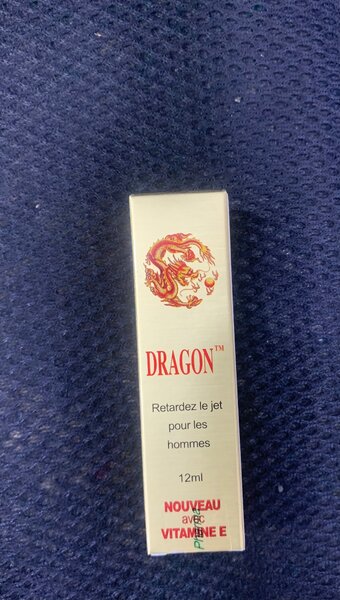 DRAGON™
Retardez le jet
pour les
hommes
12ml
NOUVEAU
avec
VITAMINE E